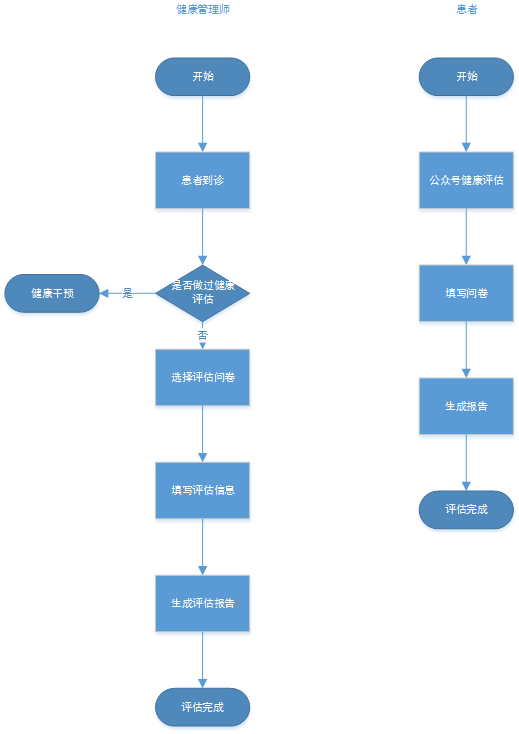 健康管理师
开始
患者到诊
是否做过健康
评估
是
健康干预
否
选择评估问卷
填写评估信息
生成评估报告
评估完成
患者
开始
公众号健康评估
填写问卷
生成报告
评估完成